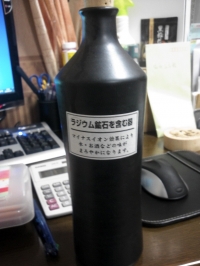 ラジウム鉱石を含む器
マイナスイオン効果により
水・お酒などの味が
まろやかになります。